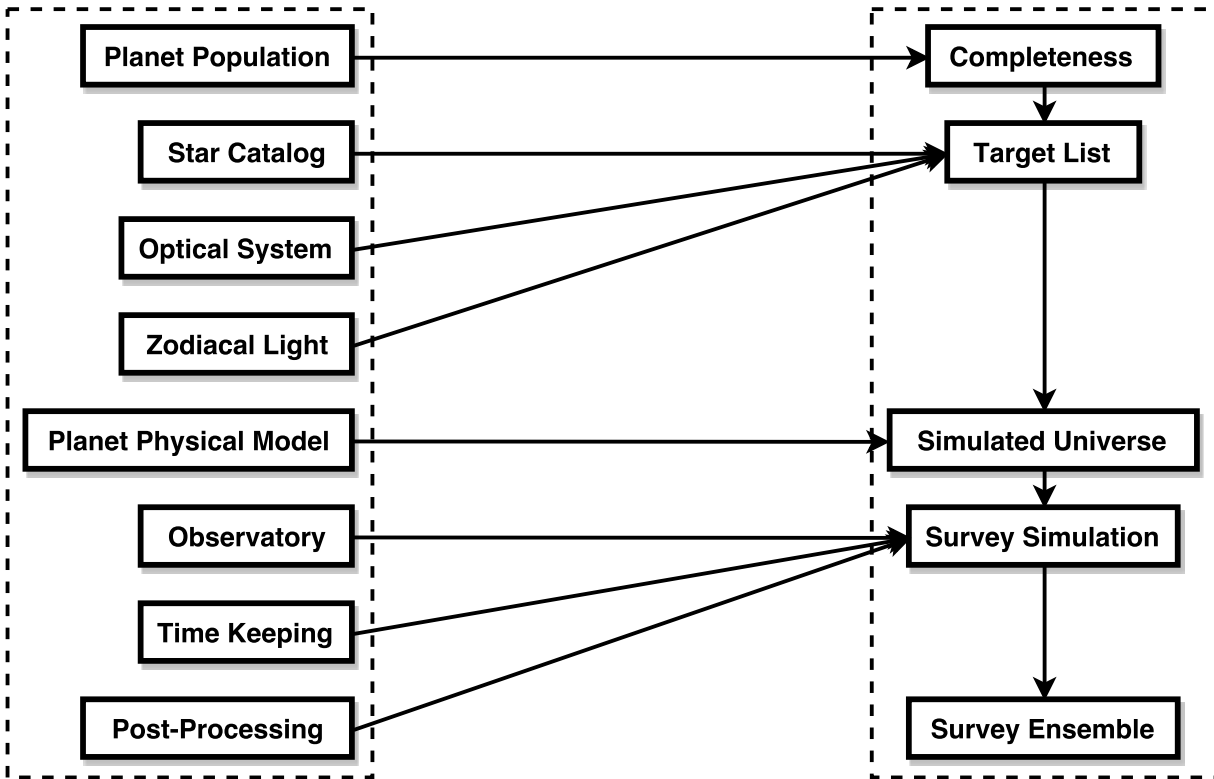 Planet Population
Completeness
Star Catalog
Target List
Optical System
Zodiacal Light
Planet Physical Model
Simulated Universe
Observatory
Survey Simulation
Time Keeping
Post-Processing
Survey Ensemble